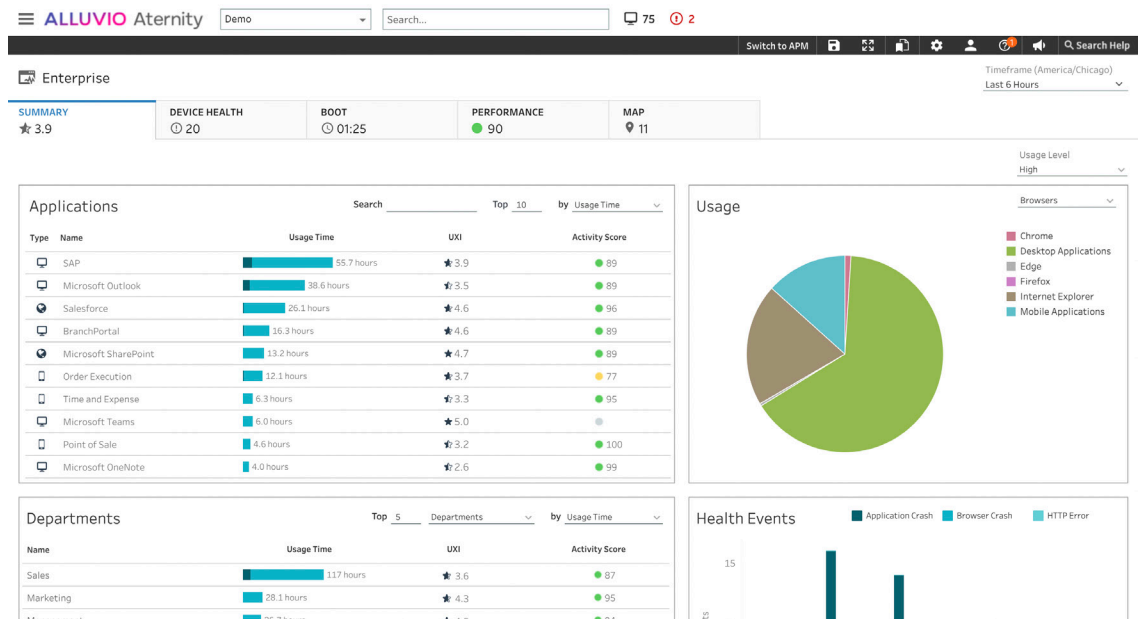 ALLUVIO Aternity Demo Search... 75 2
Switch to APM 1 Search Help
Enterprise
Timeframe (America/Chicago)
Last 6 Hours
SUMMARY DEVICE HEALTH BOOT PERFORMANCE MAP
3.9 20 01:25 90 11
Usage Level
High
Applications Search Top 10 by Usage Time
Type Name Usage Time UXI Activity Score
SAP 55.7 hours 3.9 89
Microsoft Outlook 38.6 hours 3.5 89
Salesforce 26.1 hours 4.6 96
BranchPortal 16.3 hours 4.6 89
Microsoft SharePoint 13.2 hours 4.7 89
Order Execution 12.1 hours 3.7 77
Time and Expense 6.3 hours 3.3 95
Microsoft Teams 6.0 hours 5.0
Point of Sale 4.6 hours 3.2 100
Microsoft OneNote 4.0 hours 2.6 99
Usage Browsers
Chrome
Desktop Applications
Edge
Firefox
Internet Explorer
Mobile Applications
Departments Top 5 Departments by Usage Time
Name Usage Time UXI Activity Score
Sales 117 hours 3.6 87
Marketing 28.1 hours 4.3 95
Health Events Application Crash Browser Crash HTTP Error
15